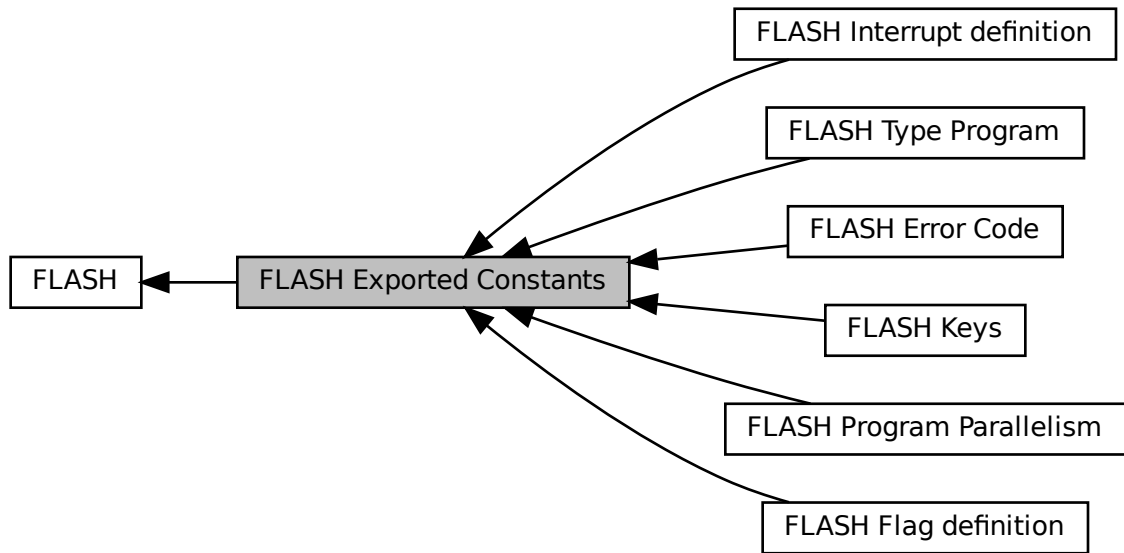 FLASH Interrupt definition
FLASH Type Program
FLASH Error Code
FLASH
FLASH Exported Constants
FLASH Keys
FLASH Program Parallelism
FLASH Flag definition